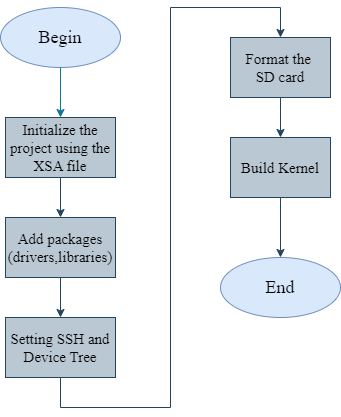 Begin
Initialize the
project using the
XSA file
Add packages
(drivers,libraries)
Setting SSH and
Device Tree
Format the
SD card
Build Kernel
End